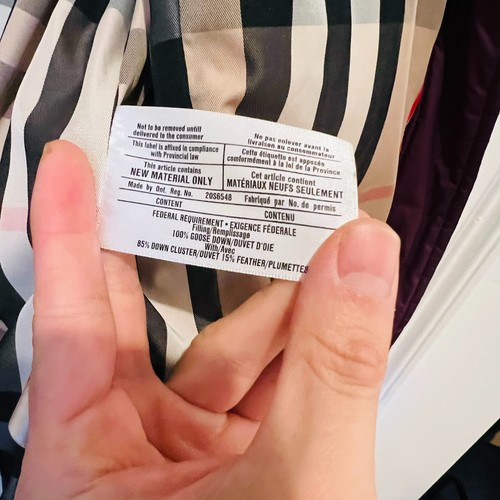 Not to be removed untill
delivered to the consumer
Ne pas enlever avant la
livraison au consommateur
This label is affixed in compliance
with Provincial law
Cette étiquette est apposée
conformément à la loi de la Province
This article contains
NEW MATERIAL ONLY
Cet article contient
MATÉRIAUX NEUFS SEULEMENT
Made by Ont. Reg. No. 20S6548 Fabriqué par No. de permis
CONTENT
CONTENU
FEDERAL REQUIREMENT • EXIGENCE FÉDERALE
Filling/Remplissage
100% GOOSE DOWN/DUVET D'OIE
With/Avec
85% DOWN CLUSTER/DUVET 15% FEATHER/PLUMETTES